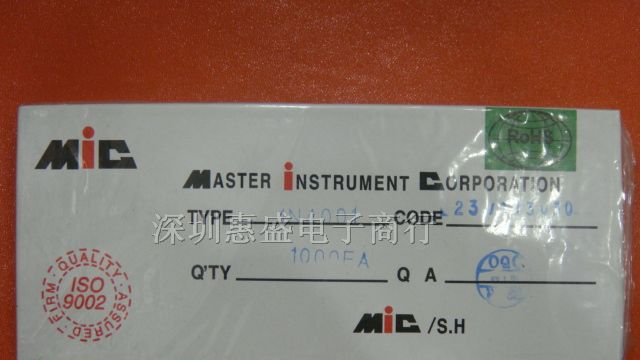 MiC
RoHS
MASTER iNSTRUMENT CORPORATION
TYPE CODE
深圳惠盛电子商行
Q'TY 1000EA Q A
FIRM QUALITY ASSURED
ISO
9002
MiC /S.H